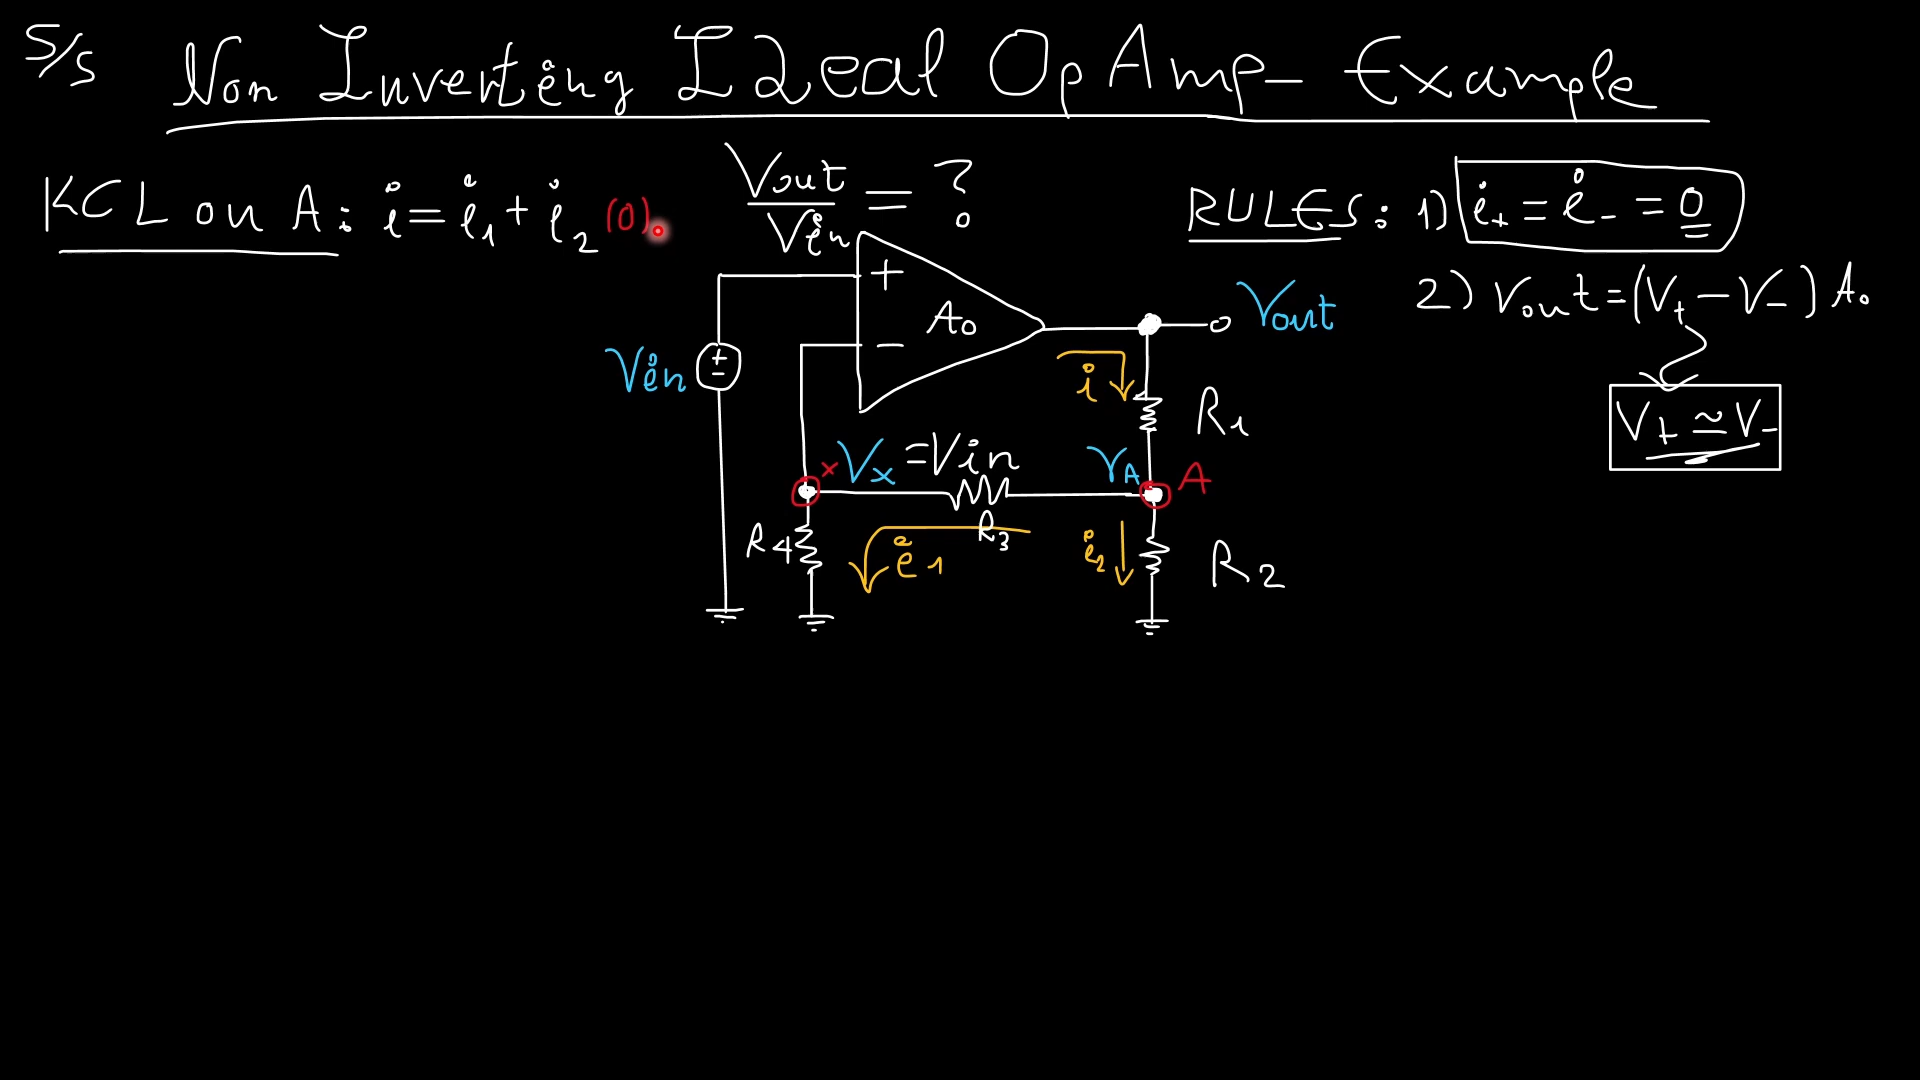 5/5 Non Inverting Ideal Op Amp - Example
KCL on A: i = i1 + i2 (0)
Vout/Vin = ?
RULES: 1) i+ = i- = 0
2) Vout = (V+ - V-) A0
V+ ≃ V-
+
A0
-
Vout
Vin
+
-
i
R1
x Vx = Vin
VA
A
R3
R4
i1
i2
R2